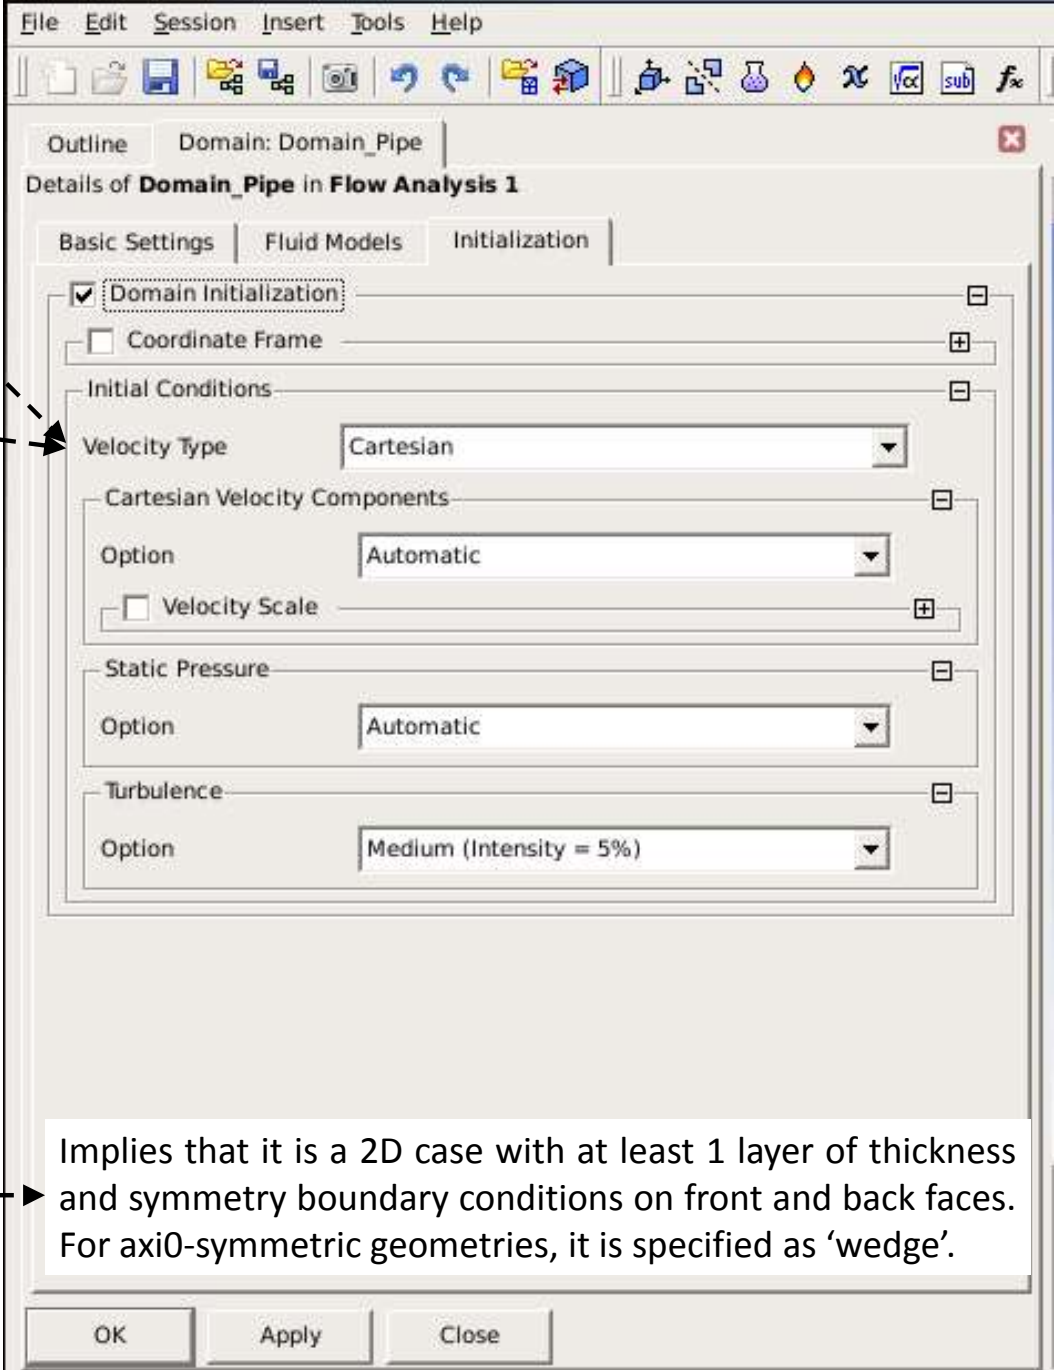 File Edit Session Insert Tools Help
x √α sub fx
Outline Domain: Domain_Pipe
Details of Domain_Pipe in Flow Analysis 1
Basic Settings Fluid Models Initialization
Domain Initialization
Coordinate Frame
Initial Conditions
Velocity Type Cartesian
Cartesian Velocity Components
Option Automatic
Velocity Scale
Static Pressure
Option Automatic
Turbulence
Option Medium (Intensity = 5%)
Implies that it is a 2D case with at least 1 layer of thickness
and symmetry boundary conditions on front and back faces.
For axi0-symmetric geometries, it is specified as ‘wedge’.
OK Apply Close